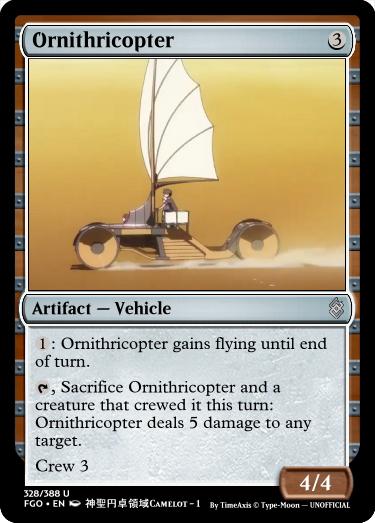 Ornithricopter 3
Artifact — Vehicle
1 : Ornithricopter gains flying until end
of turn.
, Sacrifice Ornithricopter and a
creature that crewed it this turn:
Ornithricopter deals 5 damage to any
target.
Crew 3
4/4
328/388 U
FGO • EN 神聖円卓領域CAMELOT - 1
By TimeAxis © Type-Moon — UNOFFICIAL